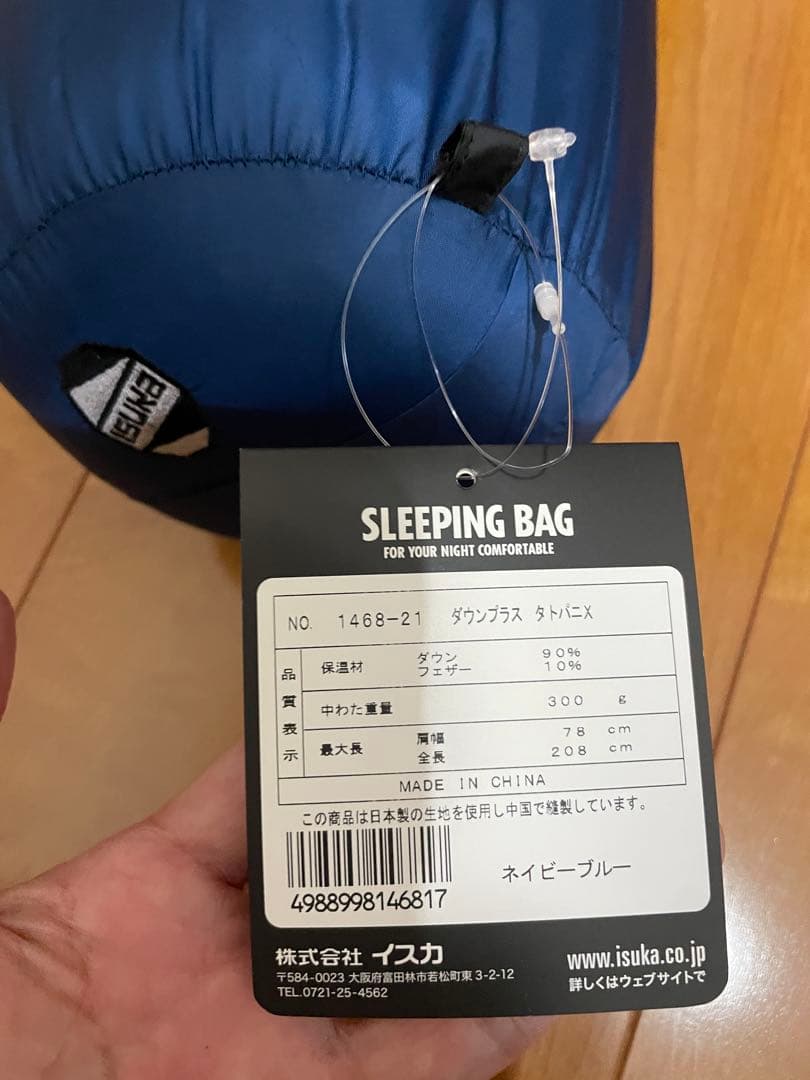 ISUKA
SLEEPING BAG
FOR YOUR NIGHT COMFORTABLE
NO. 1468-21 ダウンプラス タトパニX
品質表示
保温材 ダウン 90%
フェザー 10%
中わた重量 300 g
最大長 肩幅 78 cm
全長 208 cm
MADE IN CHINA
この商品は日本製の生地を使用し中国で縫製しています。
4988998146817
ネイビーブルー
株式会社 イスカ
〒584-0023 大阪府富田林市若松町東3-2-12
TEL.0721-25-4562
www.isuka.co.jp
詳しくはウェブサイトで